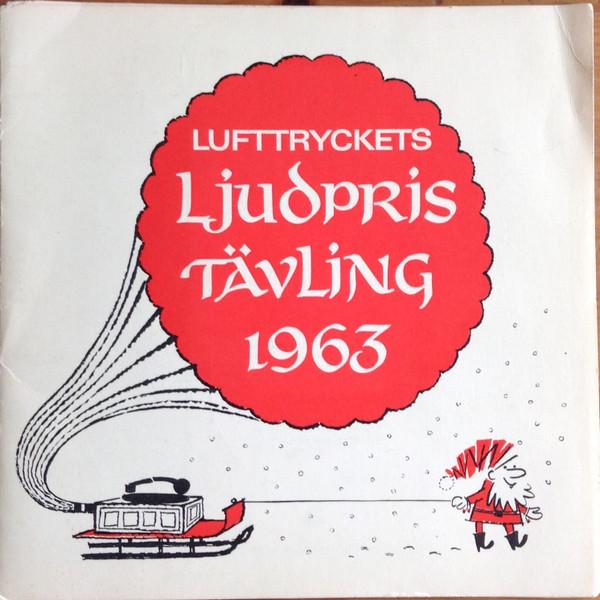 LUFTTRYCKETS
LJUDPRIS
TÄVLING
1963